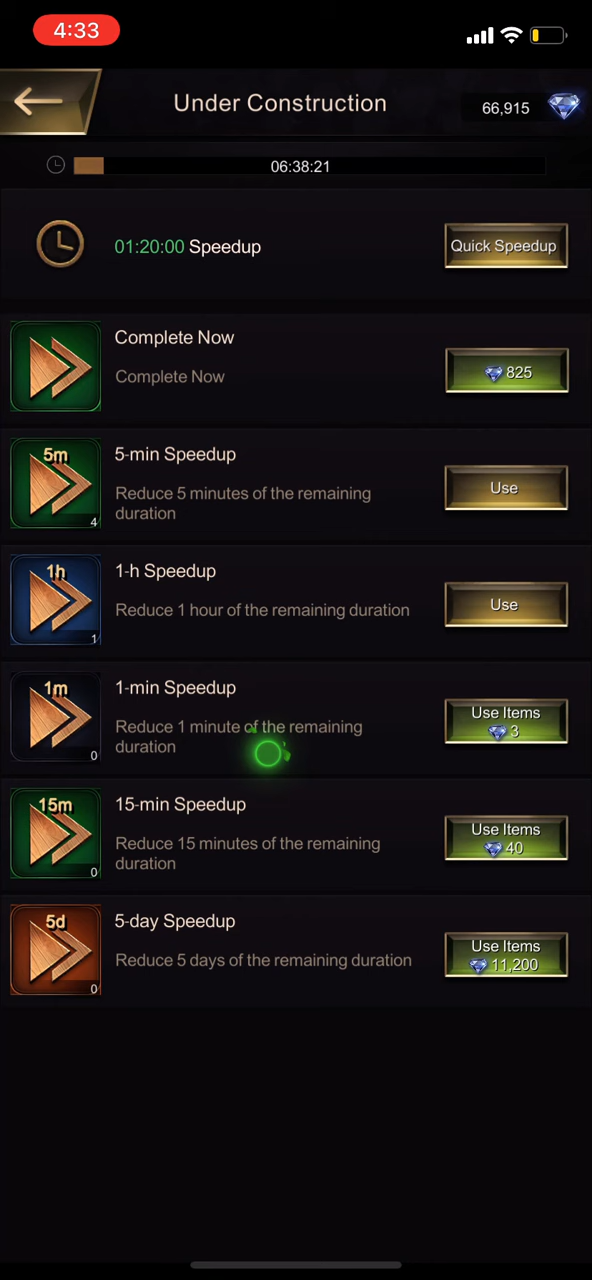 4:33
Under Construction
66,915
06:38:21
01:20:00 Speedup
Quick Speedup
Complete Now
Complete Now
825
5m
4
5-min Speedup
Reduce 5 minutes of the remaining
duration
Use
1h
1
1-h Speedup
Reduce 1 hour of the remaining duration
Use
1m
0
1-min Speedup
Reduce 1 minute of the remaining
duration
Use Items
3
15m
0
15-min Speedup
Reduce 15 minutes of the remaining
duration
Use Items
40
5d
0
5-day Speedup
Reduce 5 days of the remaining duration
Use Items
11,200